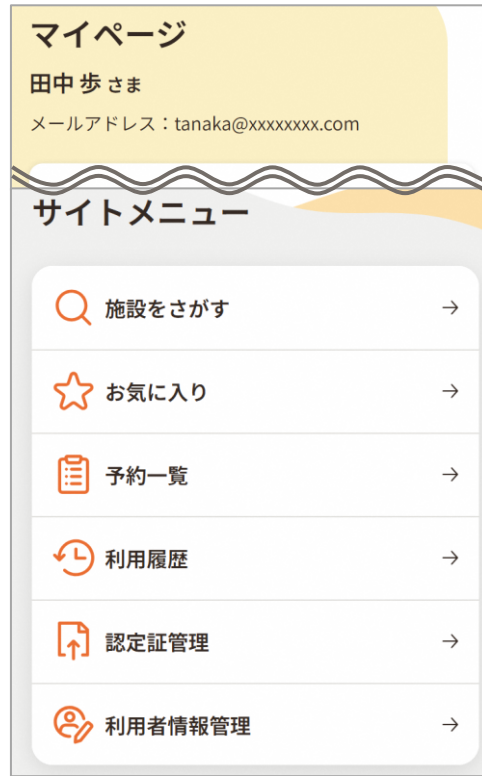 マイページ
田中 歩 さま
メールアドレス：tanaka@xxxxxxxx.com
サイトメニュー
施設をさがす
お気に入り
予約一覧
利用履歴
認定証管理
利用者情報管理